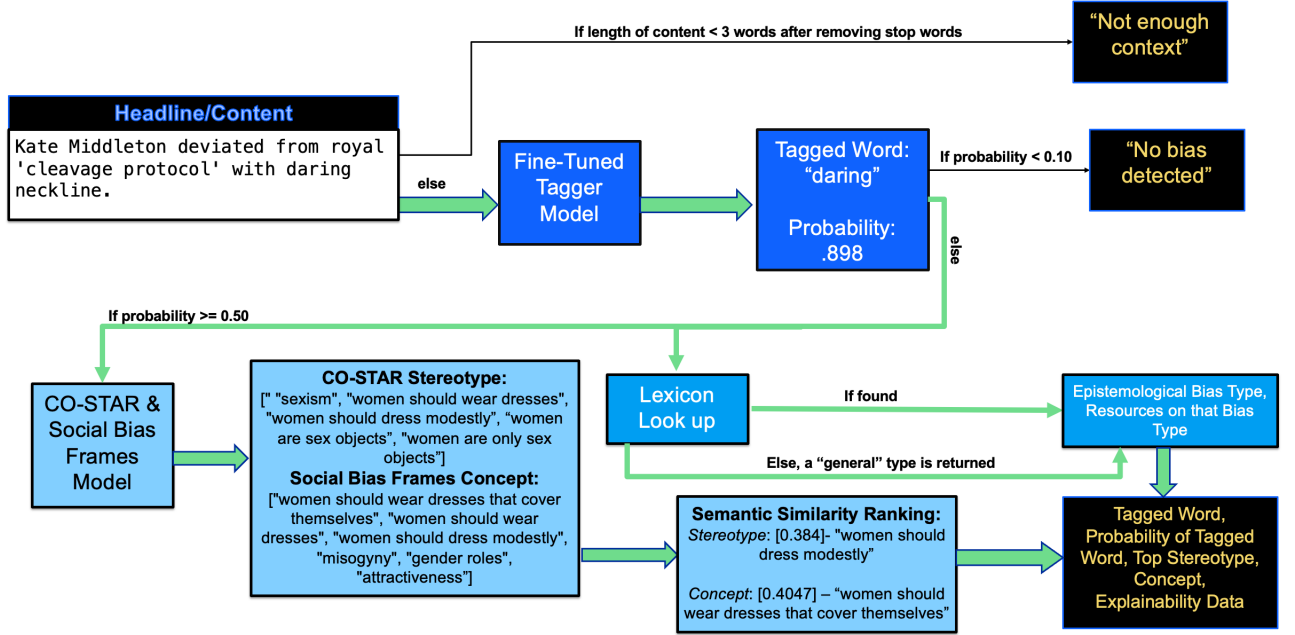 If length of content < 3 words after removing stop words
“Not enough
context”
Headline/Content
Kate Middleton deviated from royal
'cleavage protocol' with daring
neckline.
else
Fine-Tuned
Tagger
Model
Tagged Word:
“daring”
Probability:
.898
If probability < 0.10
“No bias
detected”
else
If probability >= 0.50
CO-STAR &
Social Bias
Frames
Model
CO-STAR Stereotype:
[" "sexism", "women should wear dresses",
"women should dress modestly”, “women
are sex objects”, “women are only sex
objects”]
Social Bias Frames Concept:
["women should wear dresses that cover
themselves", "women should wear
dresses", "women should dress modestly",
"misogyny", "gender roles",
"attractiveness”]
Lexicon
Look up
If found
Else, a “general” type is returned
Epistemological Bias Type,
Resources on that Bias
Type
Semantic Similarity Ranking:
Stereotype: [0.384]- "women should
dress modestly”
Concept: [0.4047] – “women should
wear dresses that cover themselves”
Tagged Word,
Probability of Tagged
Word, Top Stereotype,
Concept,
Explainability Data